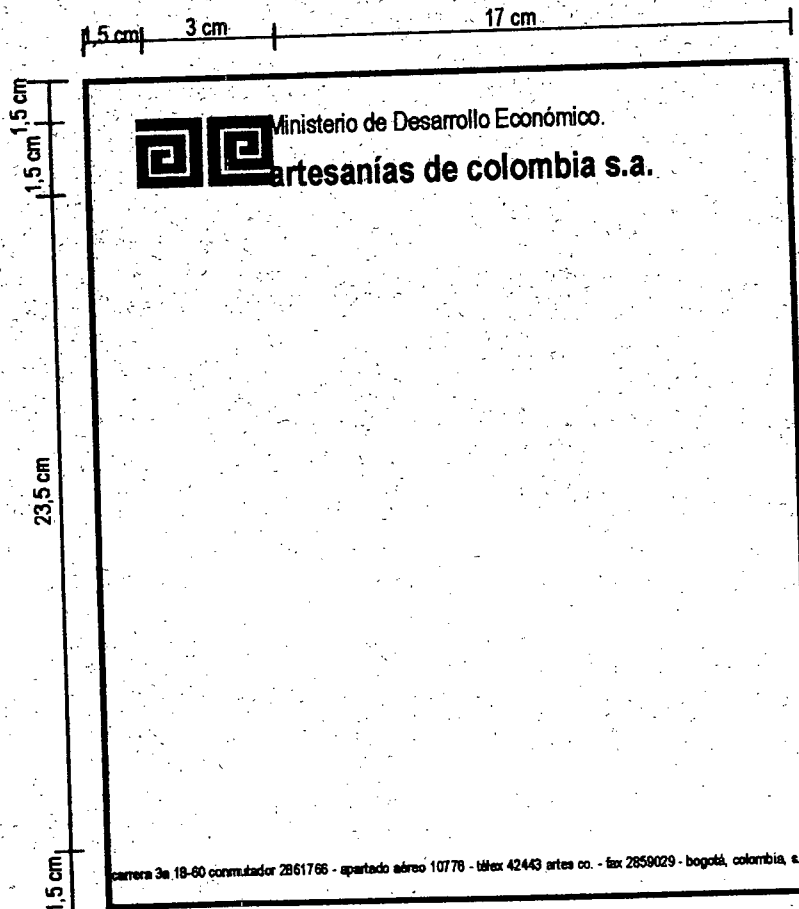 1,5 cm 3 cm 17 cm
1,5 cm
1,5 cm
Ministerio de Desarrollo Económico.
artesanías de colombia s.a.
23,5 cm
1,5 cm
carrera 3a 18-60 conmutador 2861766 - apartado aéreo 10776 - télex 42443 artes co. - fax 2859029 - bogotá, colombia, s.